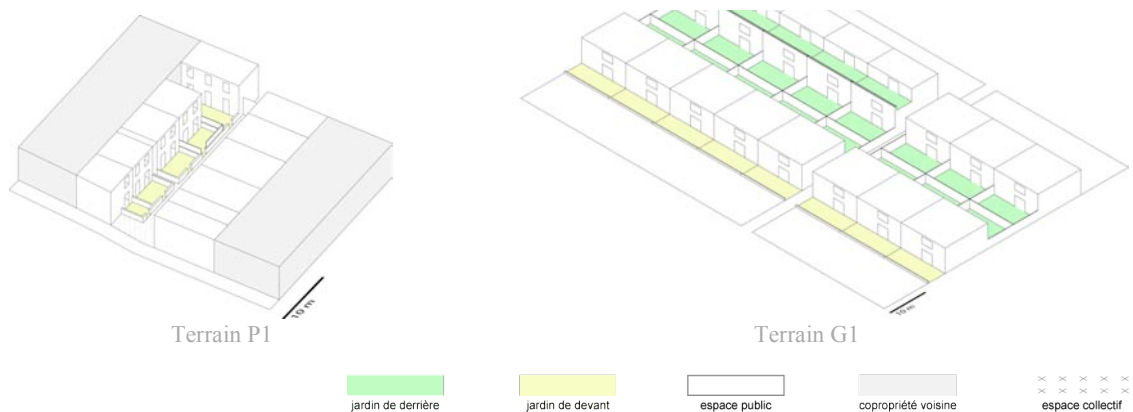 10 m
10 m
Terrain P1
Terrain G1
jardin de derrière
jardin de devant
espace public
copropriété voisine
espace collectif